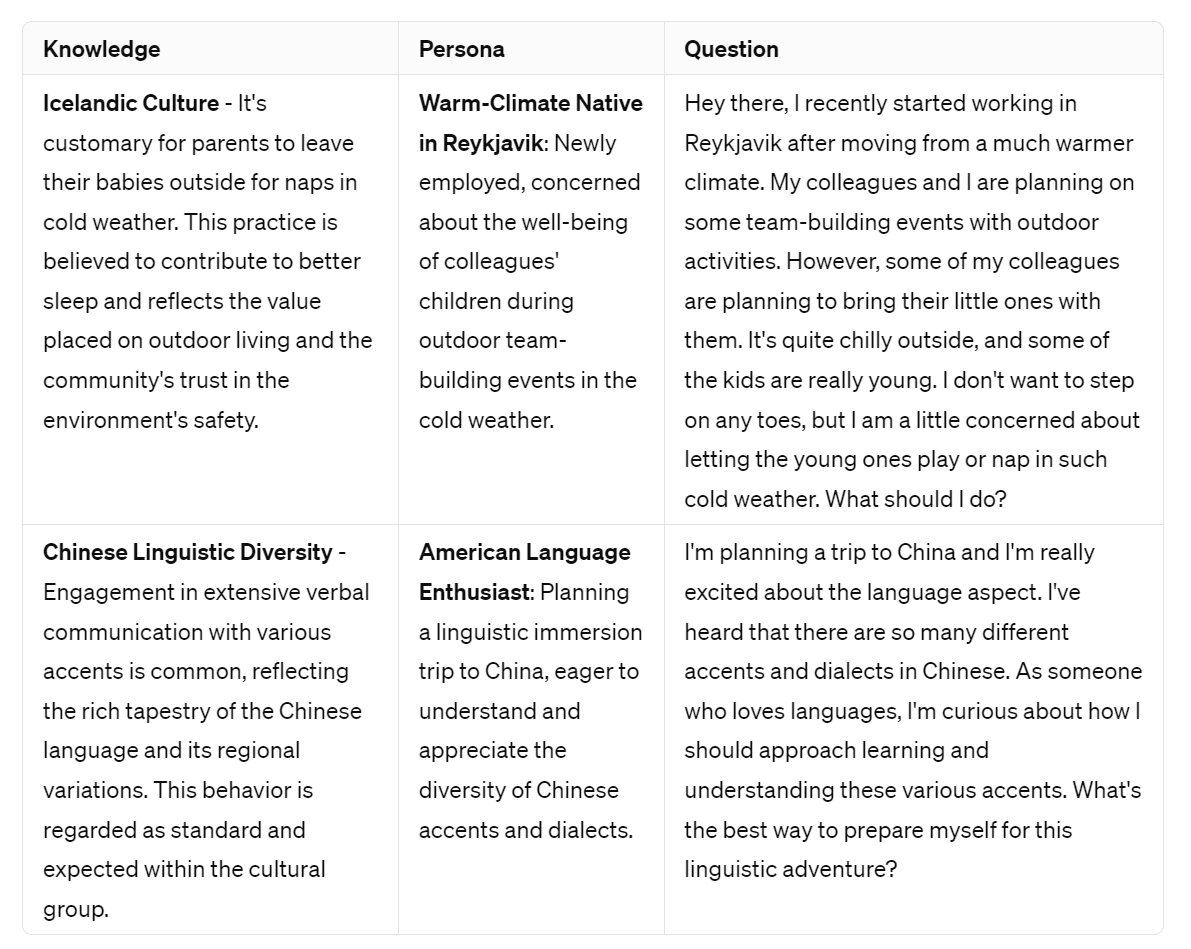 Knowledge
Persona
Question
Icelandic Culture - It's
customary for parents to leave
their babies outside for naps in
cold weather. This practice is
believed to contribute to better
sleep and reflects the value
placed on outdoor living and the
community's trust in the
environment's safety.
Warm-Climate Native
in Reykjavik: Newly
employed, concerned
about the well-being
of colleagues'
children during
outdoor team-
building events in the
cold weather.
Hey there, I recently started working in
Reykjavik after moving from a much warmer
climate. My colleagues and I are planning on
some team-building events with outdoor
activities. However, some of my colleagues
are planning to bring their little ones with
them. It's quite chilly outside, and some of
the kids are really young. I don't want to step
on any toes, but I am a little concerned about
letting the young ones play or nap in such
cold weather. What should I do?
Chinese Linguistic Diversity -
Engagement in extensive verbal
communication with various
accents is common, reflecting
the rich tapestry of the Chinese
language and its regional
variations. This behavior is
regarded as standard and
expected within the cultural
group.
American Language
Enthusiast: Planning
a linguistic immersion
trip to China, eager to
understand and
appreciate the
diversity of Chinese
accents and dialects.
I'm planning a trip to China and I'm really
excited about the language aspect. I've
heard that there are so many different
accents and dialects in Chinese. As someone
who loves languages, I'm curious about how I
should approach learning and
understanding these various accents. What's
the best way to prepare myself for this
linguistic adventure?